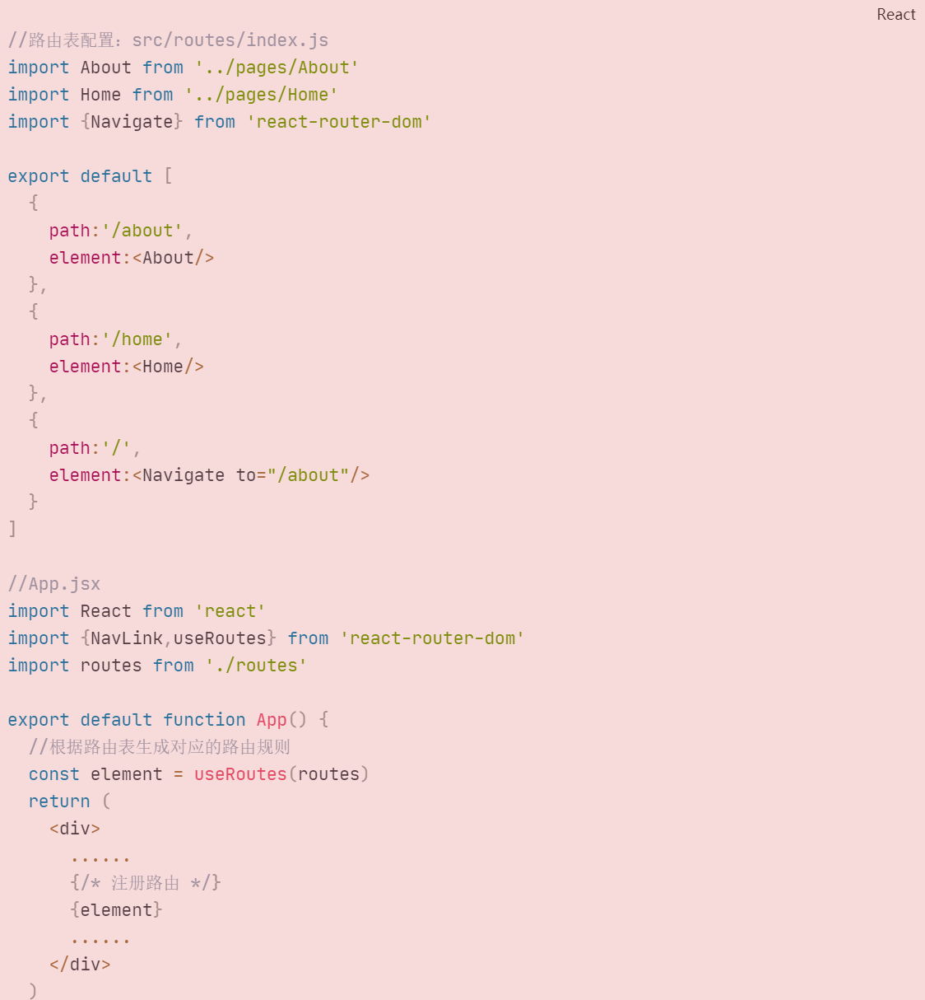 React
//路由表配置：src/routes/index.js
import About from '../pages/About'
import Home from '../pages/Home'
import {Navigate} from 'react-router-dom'

export default [
  {
    path:'/about',
    element:<About/>
  },
  {
    path:'/home',
    element:<Home/>
  },
  {
    path:'/',
    element:<Navigate to="/about"/>
  }
]

//App.jsx
import React from 'react'
import {NavLink,useRoutes} from 'react-router-dom'
import routes from './routes'

export default function App() {
  //根据路由表生成对应的路由规则
  const element = useRoutes(routes)
  return (
    <div>
      ......
      {/* 注册路由 */}
      {element}
      ......
    </div>
  )